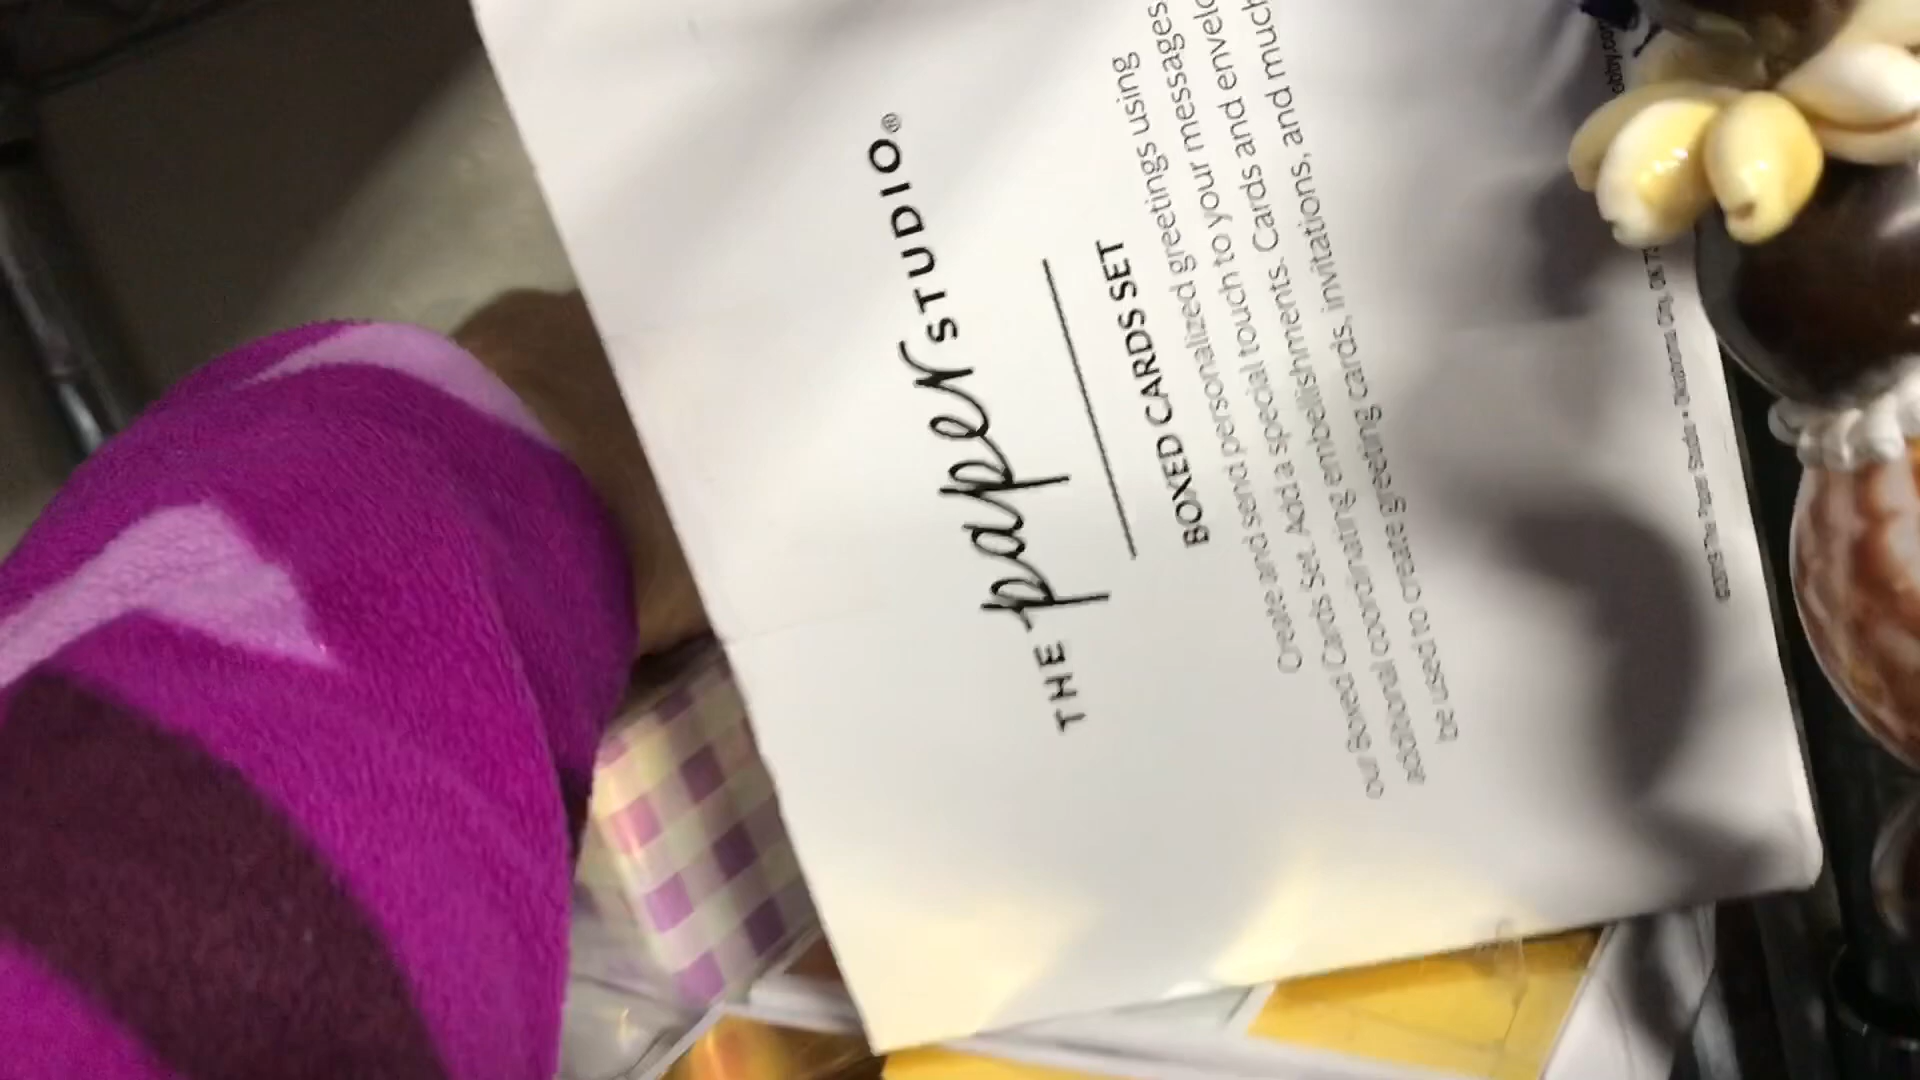 THE paper STUDIO®
BOXED CARDS SET
Create and send personalized greetings using
our Boxed Cards Set. Add a special touch to your messages
additional coordinating embellishments. Cards and envelo
be used to create greeting cards, invitations, and much